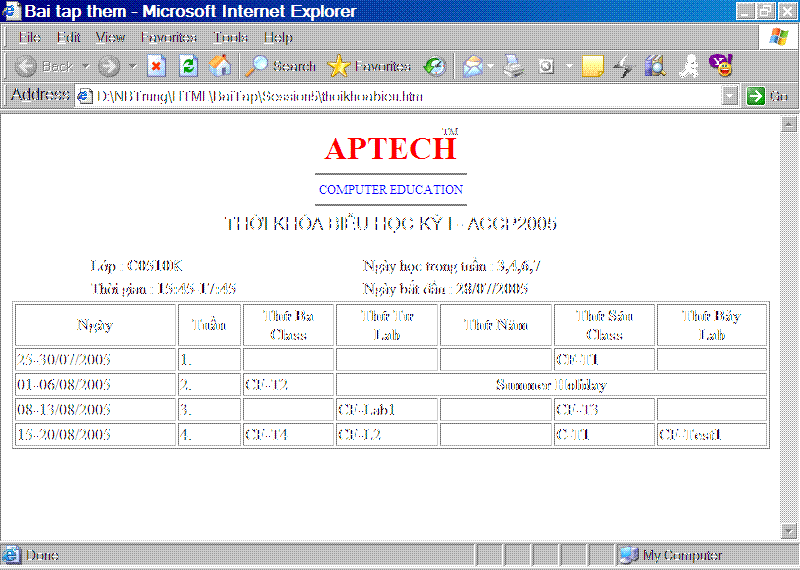 Bai tap them - Microsoft Internet Explorer
File Edit View Favorites Tools Help
Back Search Favorites
Address D:\NBTrung\HTML\BaiTap\Session5\thoikhoabieu.htm Go
APTECH TM
COMPUTER EDUCATION
THỜI KHÓA BIỂU HỌC KỲ I - ACCP2005
Lớp : C0510K Ngày học trong tuần : 3,4,6,7
Thời gian : 15:45-17:45 Ngày bắt đầu : 28/07/2005
Ngày Tuần Thứ Ba Class Thứ Tư Lab Thứ Năm Thứ Sáu Class Thứ Bảy Lab
25-30/07/2005 1. CF-T1
01-06/08/2005 2. CF-T2 Summer Holiday
08-13/08/2005 3. CF-Lab1 CF-T3
15-20/08/2005 4. CF-T4 CF-L2 C-T1 CF-Test1
Done My Computer